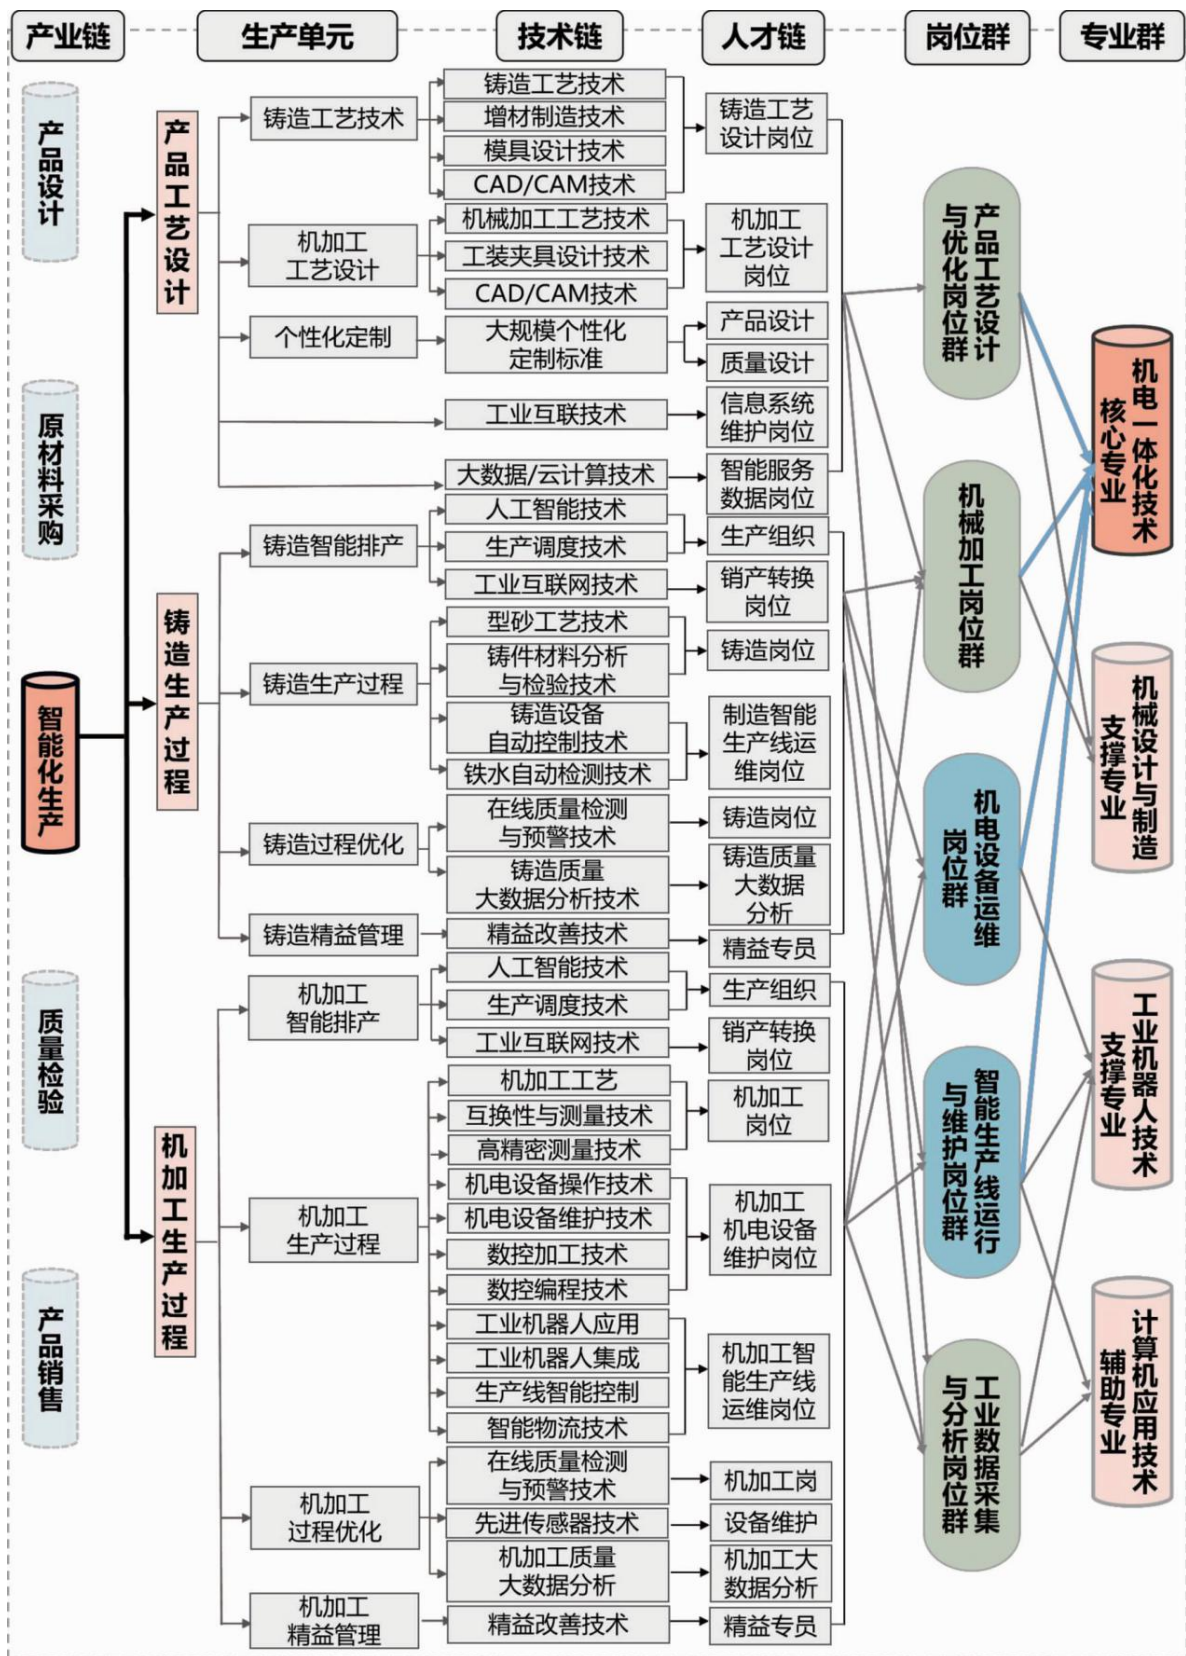 产业链
生产单元
技术链
人才链
岗位群
专业群
产品设计
原材料采购
智能化生产
质量检验
产品销售
产品工艺设计
铸造生产过程
机加工生产过程
铸造工艺技术
机加工
工艺设计
个性化定制
铸造智能排产
铸造生产过程
铸造过程优化
铸造精益管理
机加工
智能排产
机加工
生产过程
机加工
过程优化
机加工
精益管理
铸造工艺技术
增材制造技术
模具设计技术
CAD/CAM技术
机械加工工艺技术
工装夹具设计技术
CAD/CAM技术
大规模个性化
定制标准
工业互联技术
大数据/云计算技术
人工智能技术
生产调度技术
工业互联网技术
型砂工艺技术
铸件材料分析
与检验技术
铸造设备
自动控制技术
铁水自动检测技术
在线质量检测
与预警技术
铸造质量
大数据分析技术
精益改善技术
人工智能技术
生产调度技术
工业互联网技术
机加工工艺
互换性与测量技术
高精密测量技术
机电设备操作技术
机电设备维护技术
数控加工技术
数控编程技术
工业机器人应用
工业机器人集成
生产线智能控制
智能物流技术
在线质量检测
与预警技术
先进传感器技术
机加工质量
大数据分析
精益改善技术
铸造工艺
设计岗位
机加工
工艺设计
岗位
产品设计
质量设计
信息系统
维护岗位
智能服务
数据岗位
生产组织
销产转换
岗位
铸造岗位
制造智能
生产线运
维岗位
铸造岗位
铸造质量
大数据
分析
精益专员
生产组织
销产转换
岗位
机加工
岗位
机加工
机电设备
维护岗位
机加工智
能生产线
运维岗位
机加工岗
设备维护
机加工大
数据分析
精益专员
产品工艺设计
与优化岗位群
机械加工岗位群
机电设备运维
岗位群
智能生产线运行
与维护岗位群
工业数据采集
与分析岗位群
机电一体化技术
核心专业
机械设计与制造
支撑专业
工业机器人技术
支撑专业
计算机应用技术
辅助专业